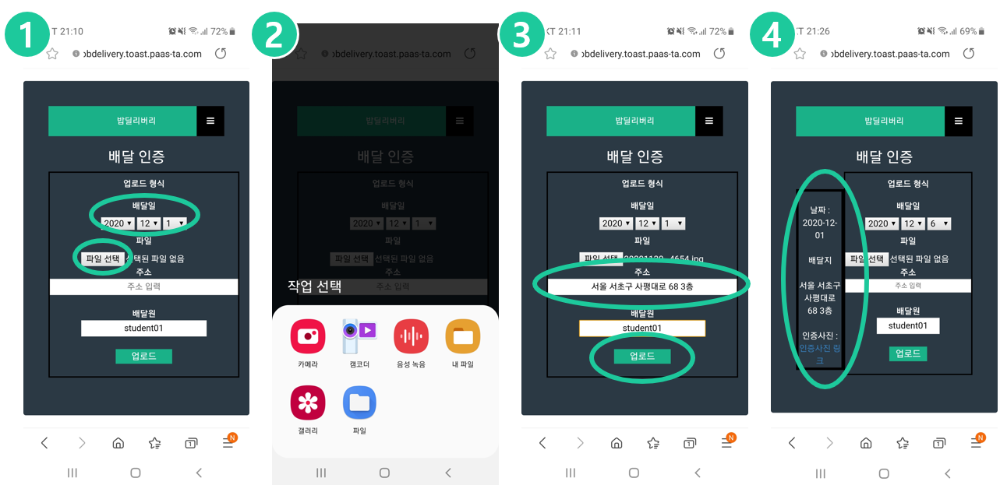 1
T 21:10
72%
obdelivery.toast.paas-ta.com
밥딜리버리
배달 인증
업로드 형식
배달일
2020 12 1
파일
파일 선택 선택된 파일 없음
주소
주소 입력
배달원
student01
업로드
1
N
2
obdelivery.toast.paas-ta.com
밥딜리버리
배달 인증
업로드 형식
배달일
2020 12 1
파일
파일 선택 선택된 파일 없음
주소
주소 입력
작업 선택
카메라
캠코더
음성 녹음
내 파일
갤러리
파일
3
KT 21:11
72%
obdelivery.toast.paas-ta.com
밥딜리버리
배달 인증
업로드 형식
배달일
2020 12 1
파일
파일 선택
주소
서울 서초구 사평대로 68 3층
배달원
student01
업로드
1
N
4
T 21:26
69%
obdelivery.toast.paas-ta.com
밥딜리버리
배달 인증
날짜 :
2020-12-
01
배달지
서울 서초구
사평대로
68 3층
인증사진 :
인증사진 링
크
업로드 형식
배달일
2020 12 6
파일
파일 선택 선택된 파일 없음
주소
주소 입력
배달원
student01
업로드
1
N